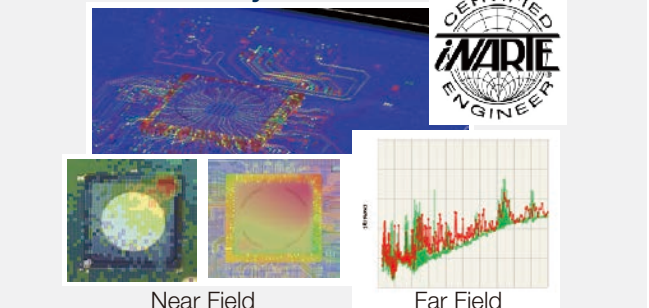 CERTIFIED
iNARTE
ENGINEER
Near Field
Far Field